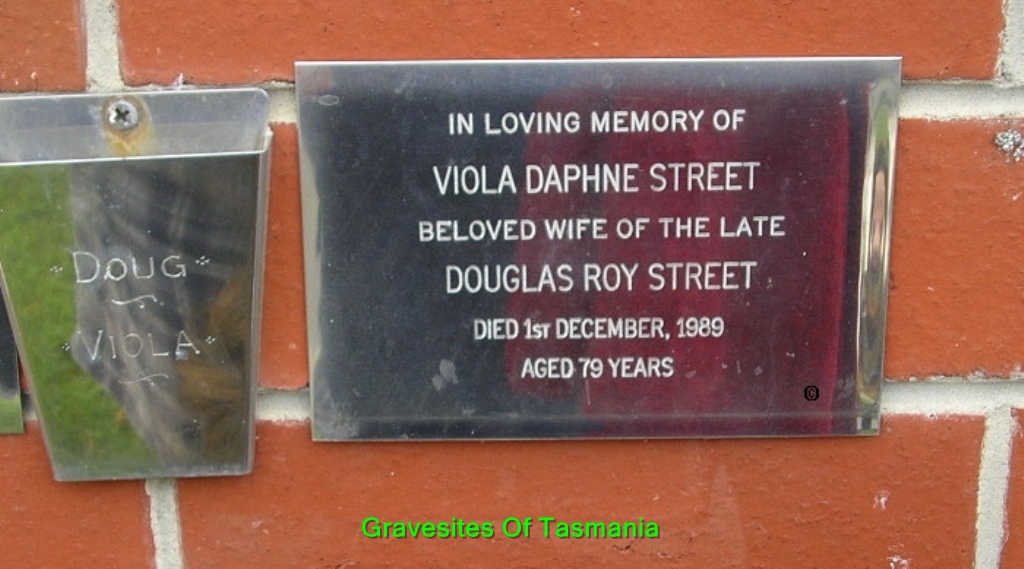 DOUG
VIOLA
IN LOVING MEMORY OF
VIOLA DAPHNE STREET
BELOVED WIFE OF THE LATE
DOUGLAS ROY STREET
DIED 1ST DECEMBER, 1989
AGED 79 YEARS
©
Gravesites Of Tasmania